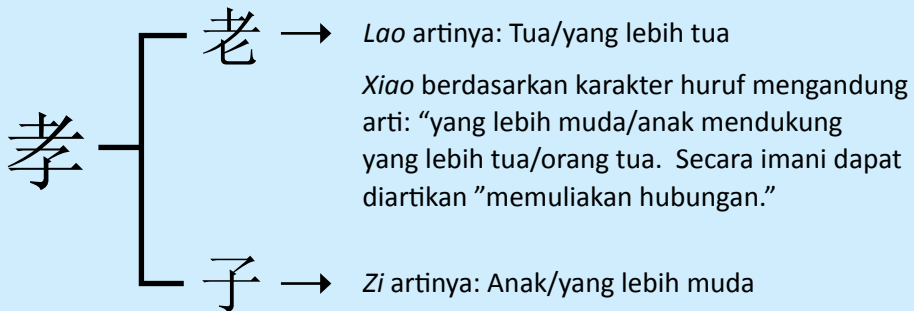 老 → Lao artinya: Tua/yang lebih tua
孝
Xiao berdasarkan karakter huruf mengandung
arti: “yang lebih muda/anak mendukung
yang lebih tua/orang tua. Secara imani dapat
diartikan ”memuliakan hubungan.”
子 → Zi artinya: Anak/yang lebih muda